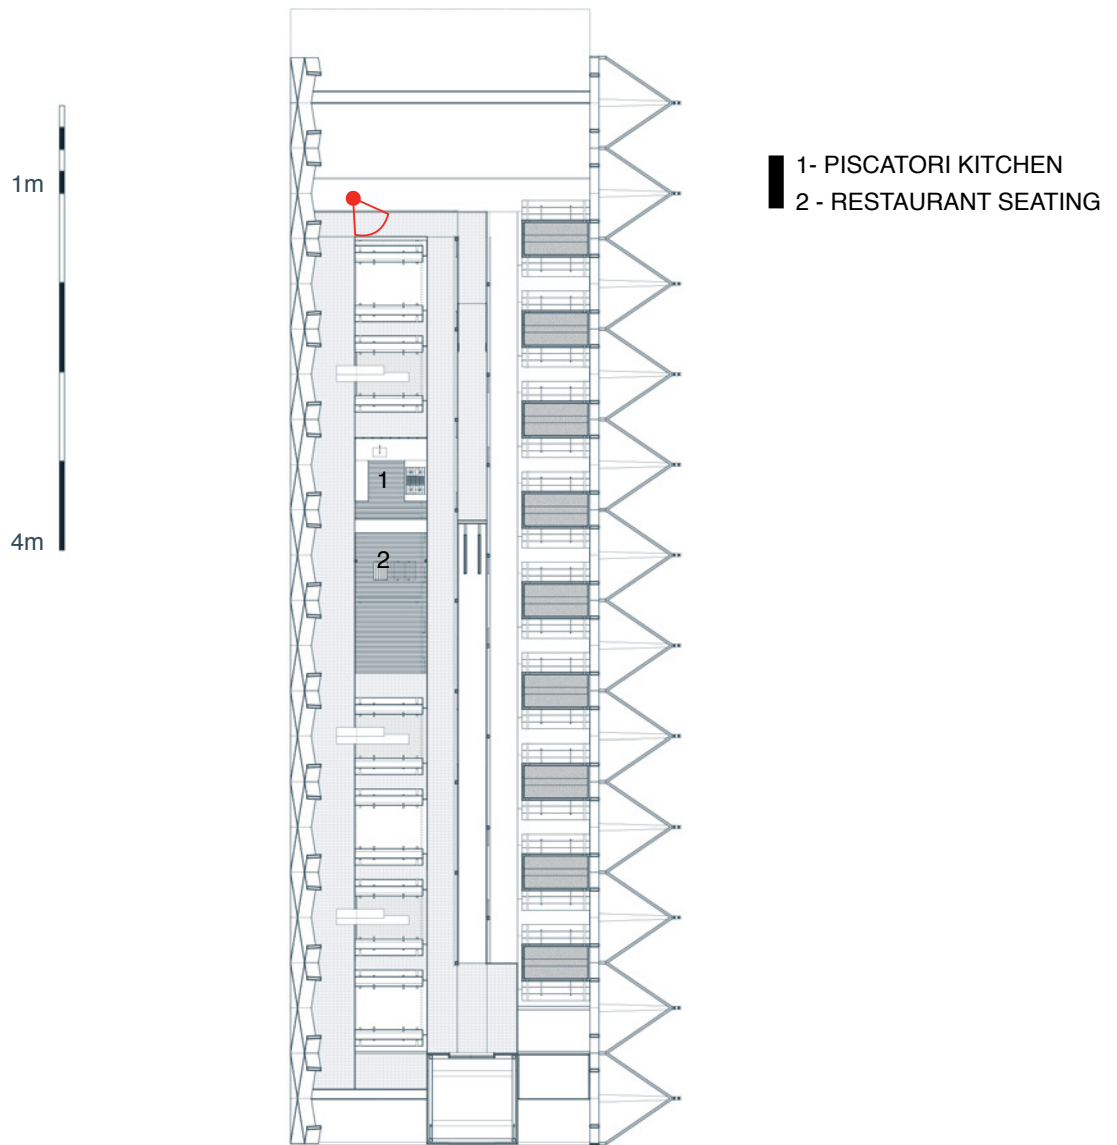 1m
4m
1- PISCATORI KITCHEN
2 - RESTAURANT SEATING
1
2